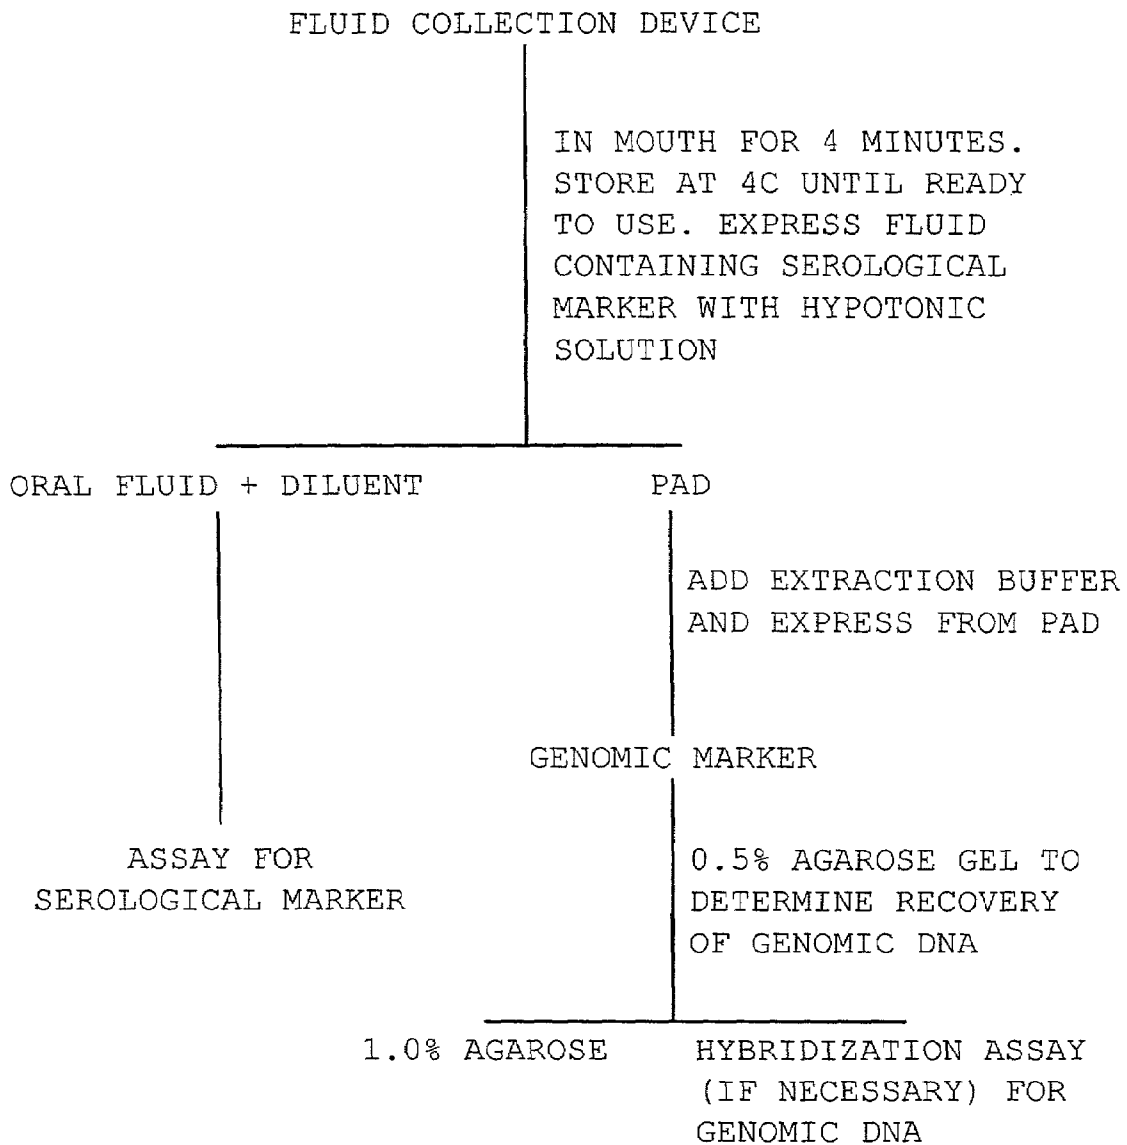 FLUID COLLECTION DEVICE
IN MOUTH FOR 4 MINUTES.
STORE AT 4C UNTIL READY
TO USE. EXPRESS FLUID
CONTAINING SEROLOGICAL
MARKER WITH HYPOTONIC
SOLUTION
ORAL FLUID + DILUENT
PAD
ADD EXTRACTION BUFFER
AND EXPRESS FROM PAD
GENOMIC MARKER
ASSAY FOR
SEROLOGICAL MARKER
0.5% AGAROSE GEL TO
DETERMINE RECOVERY
OF GENOMIC DNA
1.0% AGAROSE
HYBRIDIZATION ASSAY
(IF NECESSARY) FOR
GENOMIC DNA